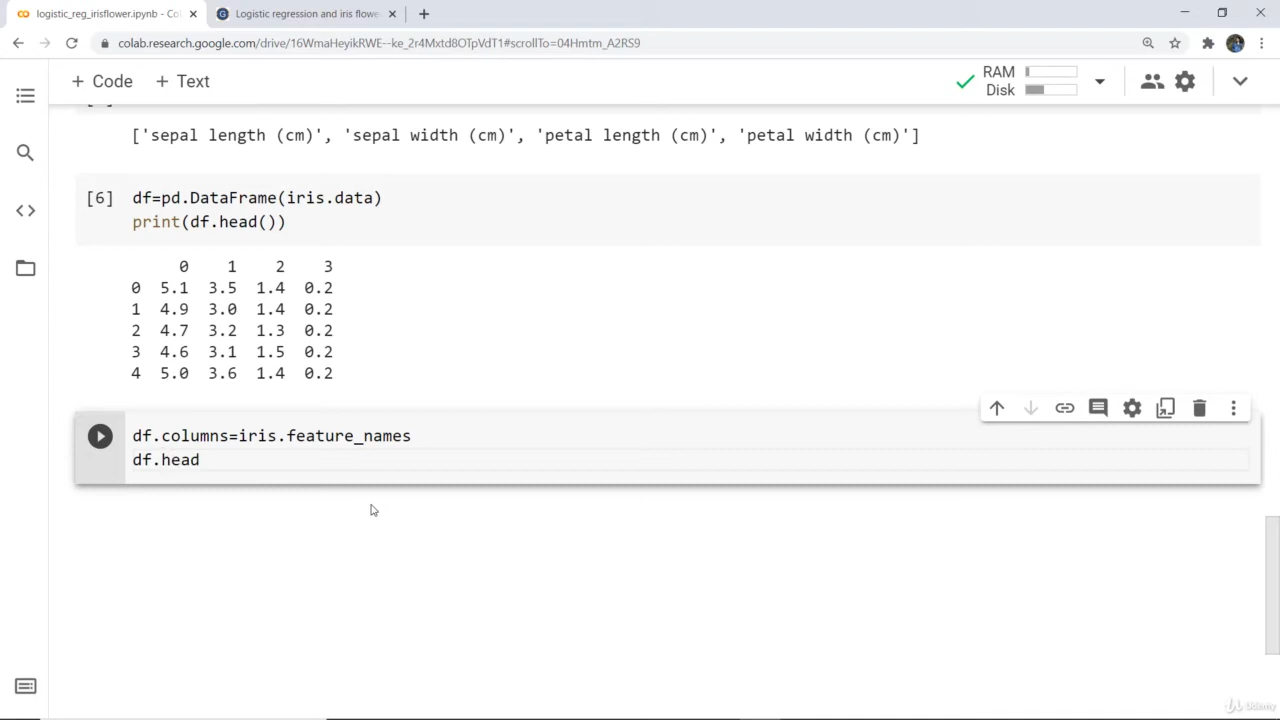 logistic_reg_irisflower.ipynb - Col
Logistic regression and iris flowe
colab.research.google.com/drive/16WmaHeyikRWE--ke_2r4Mxtd8OTpVdT1#scrollTo=04Hmtm_A2RS9
+ Code + Text
RAM
Disk
['sepal length (cm)', 'sepal width (cm)', 'petal length (cm)', 'petal width (cm)']
[6] df=pd.DataFrame(iris.data)
print(df.head())
0 1 2 3
0 5.1 3.5 1.4 0.2
1 4.9 3.0 1.4 0.2
2 4.7 3.2 1.3 0.2
3 4.6 3.1 1.5 0.2
4 5.0 3.6 1.4 0.2
df.columns=iris.feature_names
df.head
Udemy